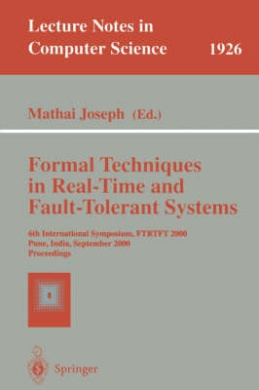 Lecture Notes in
Computer Science 1926
Mathai Joseph (Ed.)
Formal Techniques
in Real-Time and
Fault-Tolerant Systems
6th International Symposium, FTRTFT 2000
Pune, India, September 2000
Proceedings
Springer